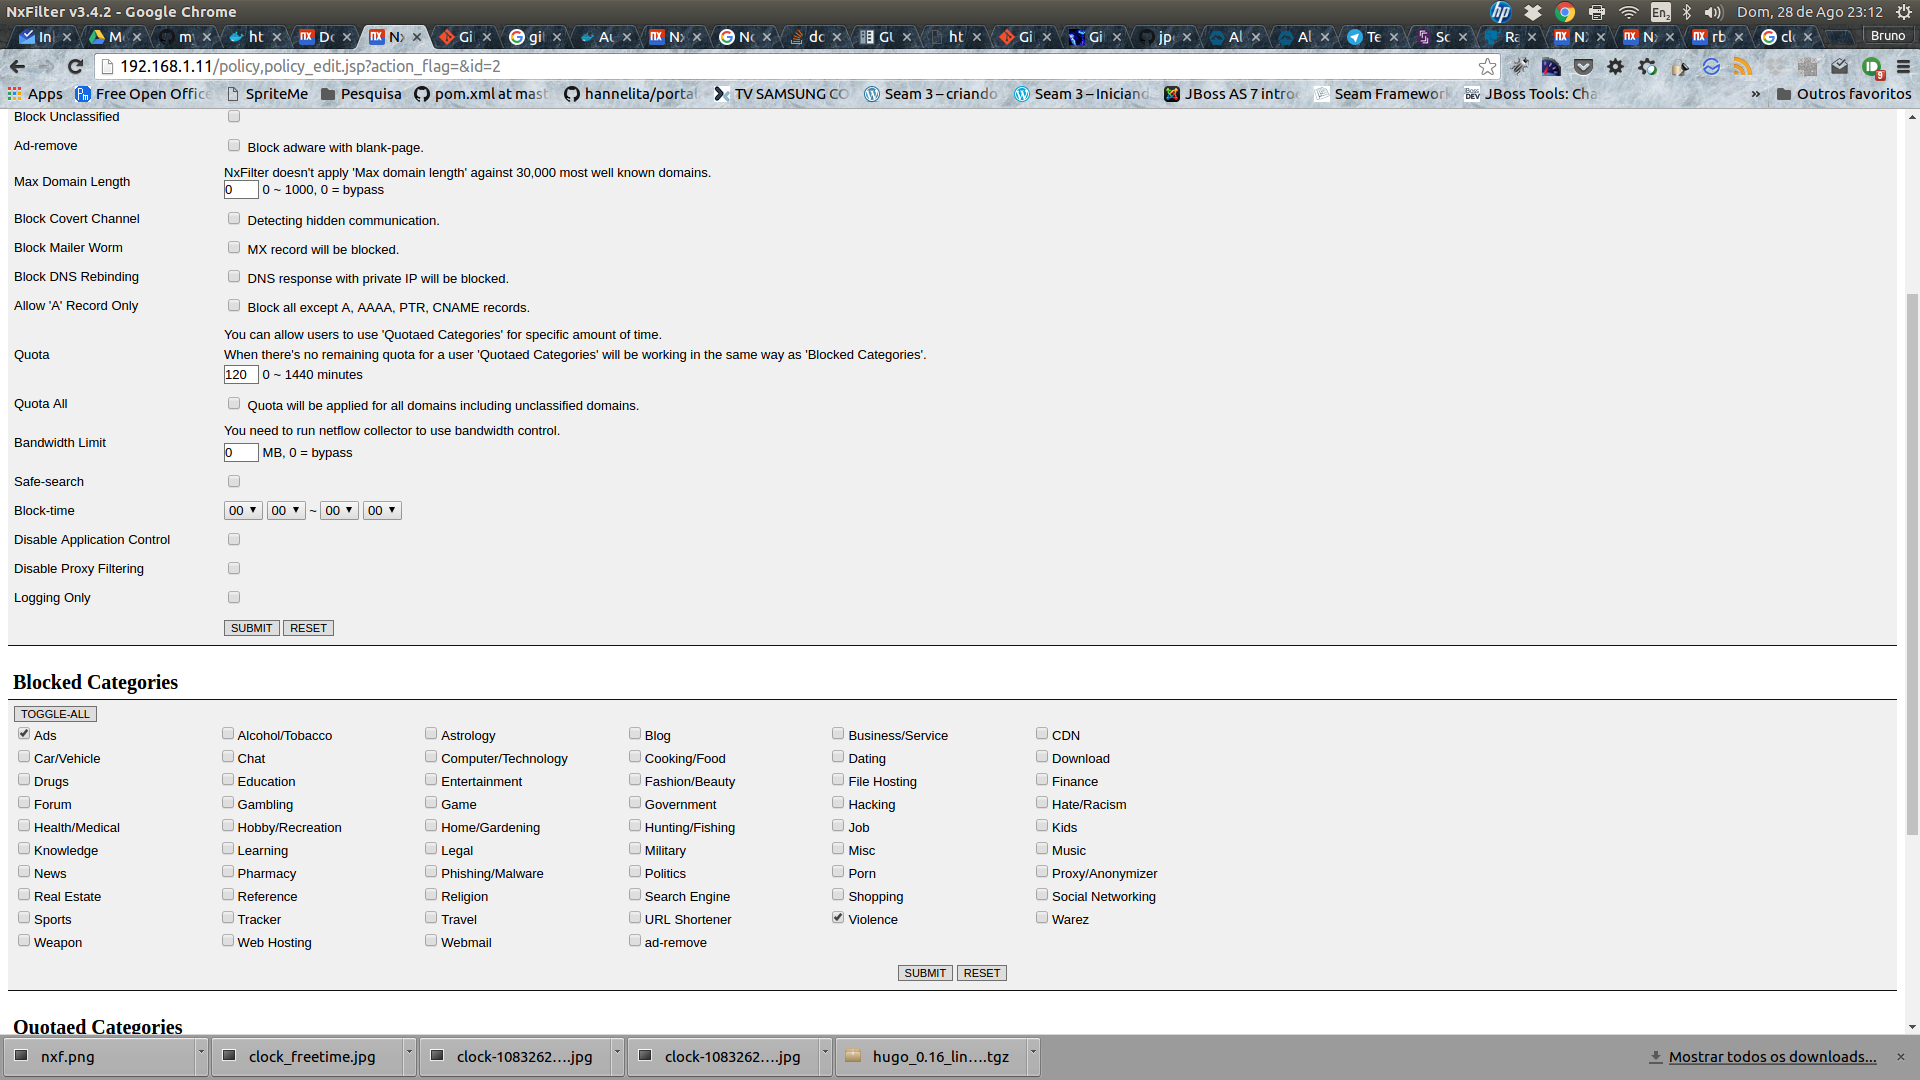 NxFilter v3.4.2 - Google Chrome
En2 Dom, 28 de Ago 23:12
Bruno
192.168.1.11/policy,policy_edit.jsp?action_flag=&id=2
Apps Free Open Office SpriteMe Pesquisa pom.xml at mast hannelita/portal TV SAMSUNG CO Seam 3 – criando Seam 3 – Iniciand JBoss AS 7 intro Seam Framework JBoss Tools: Cha » Outros favoritos
Block Unclassified
Ad-remove Block adware with blank-page.
NxFilter doesn't apply 'Max domain length' against 30,000 most well known domains.
Max Domain Length 0 0 ~ 1000, 0 = bypass
Block Covert Channel Detecting hidden communication.
Block Mailer Worm MX record will be blocked.
Block DNS Rebinding DNS response with private IP will be blocked.
Allow 'A' Record Only Block all except A, AAAA, PTR, CNAME records.
You can allow users to use 'Quotaed Categories' for specific amount of time.
Quota When there's no remaining quota for a user 'Quotaed Categories' will be working in the same way as 'Blocked Categories'.
120 0 ~ 1440 minutes
Quota All Quota will be applied for all domains including unclassified domains.
You need to run netflow collector to use bandwidth control.
Bandwidth Limit 0 MB, 0 = bypass
Safe-search
Block-time 00 00 ~ 00 00
Disable Application Control
Disable Proxy Filtering
Logging Only
SUBMIT RESET
Blocked Categories
TOGGLE-ALL
Ads Alcohol/Tobacco Astrology Blog Business/Service CDN
Car/Vehicle Chat Computer/Technology Cooking/Food Dating Download
Drugs Education Entertainment Fashion/Beauty File Hosting Finance
Forum Gambling Game Government Hacking Hate/Racism
Health/Medical Hobby/Recreation Home/Gardening Hunting/Fishing Job Kids
Knowledge Learning Legal Military Misc Music
News Pharmacy Phishing/Malware Politics Porn Proxy/Anonymizer
Real Estate Reference Religion Search Engine Shopping Social Networking
Sports Tracker Travel URL Shortener Violence Warez
Weapon Web Hosting Webmail ad-remove
SUBMIT RESET
Quotaed Categories
nxf.png clock_freetime.jpg clock-1083262....jpg clock-1083262....jpg hugo_0.16_lin....tgz Mostrar todos os downloads...